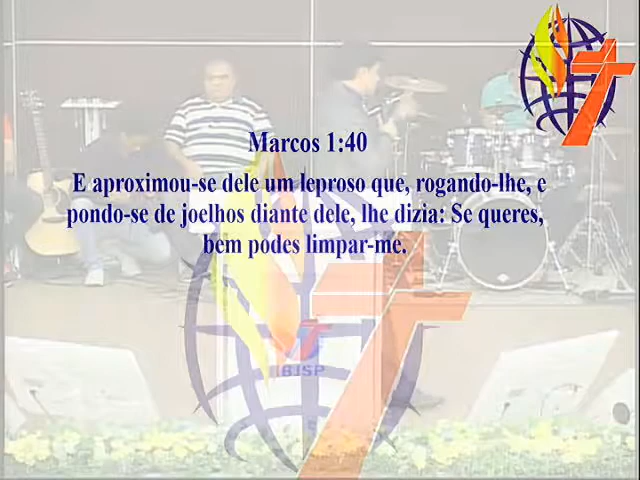 Marcos 1:40
E aproximou-se dele um leproso que, rogando-lhe, e
pondo-se de joelhos diante dele, lhe dizia: Se queres,
bem podes limpar-me.
BJSP